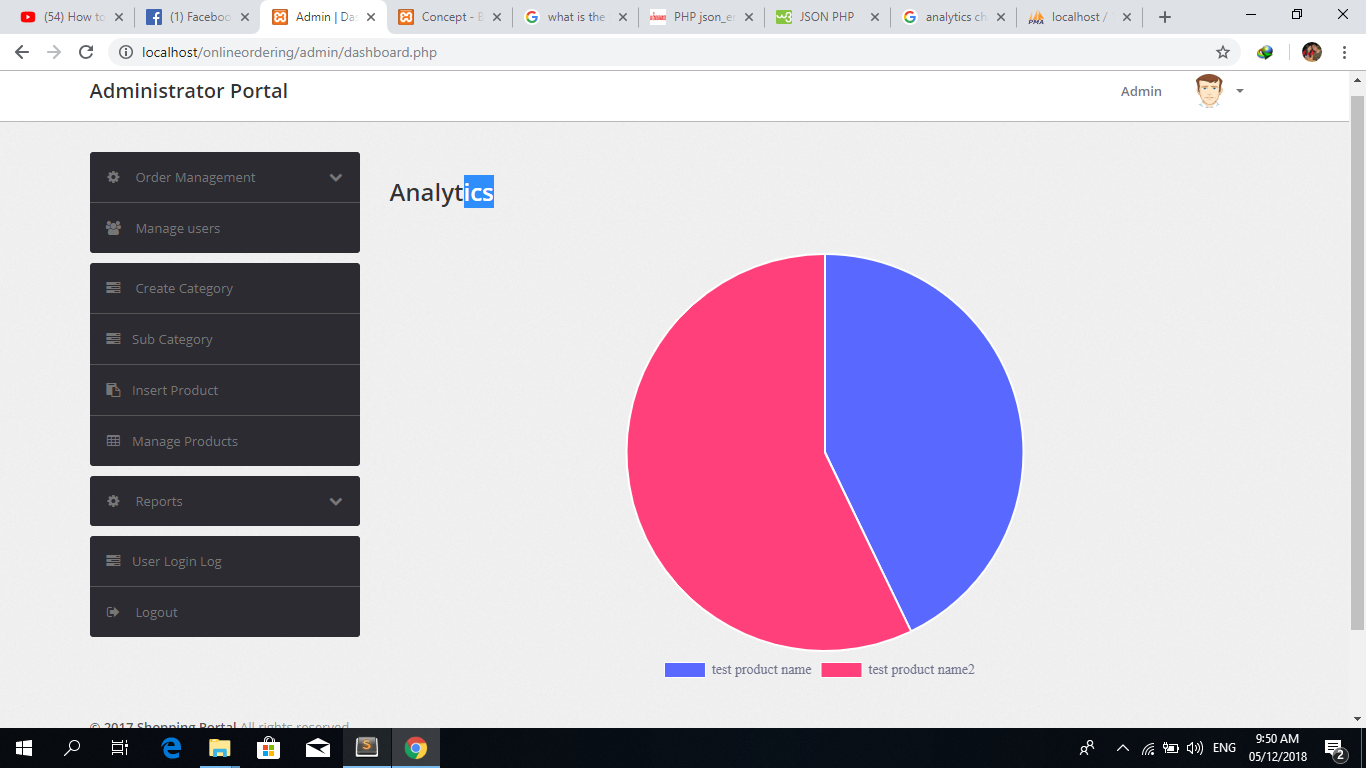 (54) How to
(1) Faceboo
Admin | Da
Concept - B
what is the
PHP json_e
JSON PHP
analytics ch
localhost /
localhost/onlineordering/admin/dashboard.php
Administrator Portal
Admin
Order Management
Manage users
Create Category
Sub Category
Insert Product
Manage Products
Reports
User Login Log
Logout
Analytics
test product name
test product name2
© 2017 Shopping Portal All rights reserved.
ENG
9:50 AM
05/12/2018
2